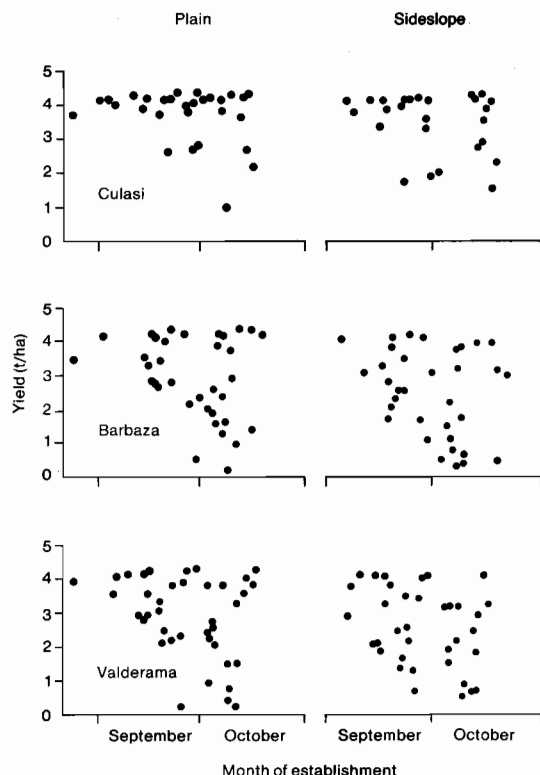 Plain Sideslope
5
4
3
2
1
0
Culasi
5
4
3
2
1
0
Barbaza
Yield (t/ha)
5
4
3
2
1
0
Valderama
September October September October
Month of establishment